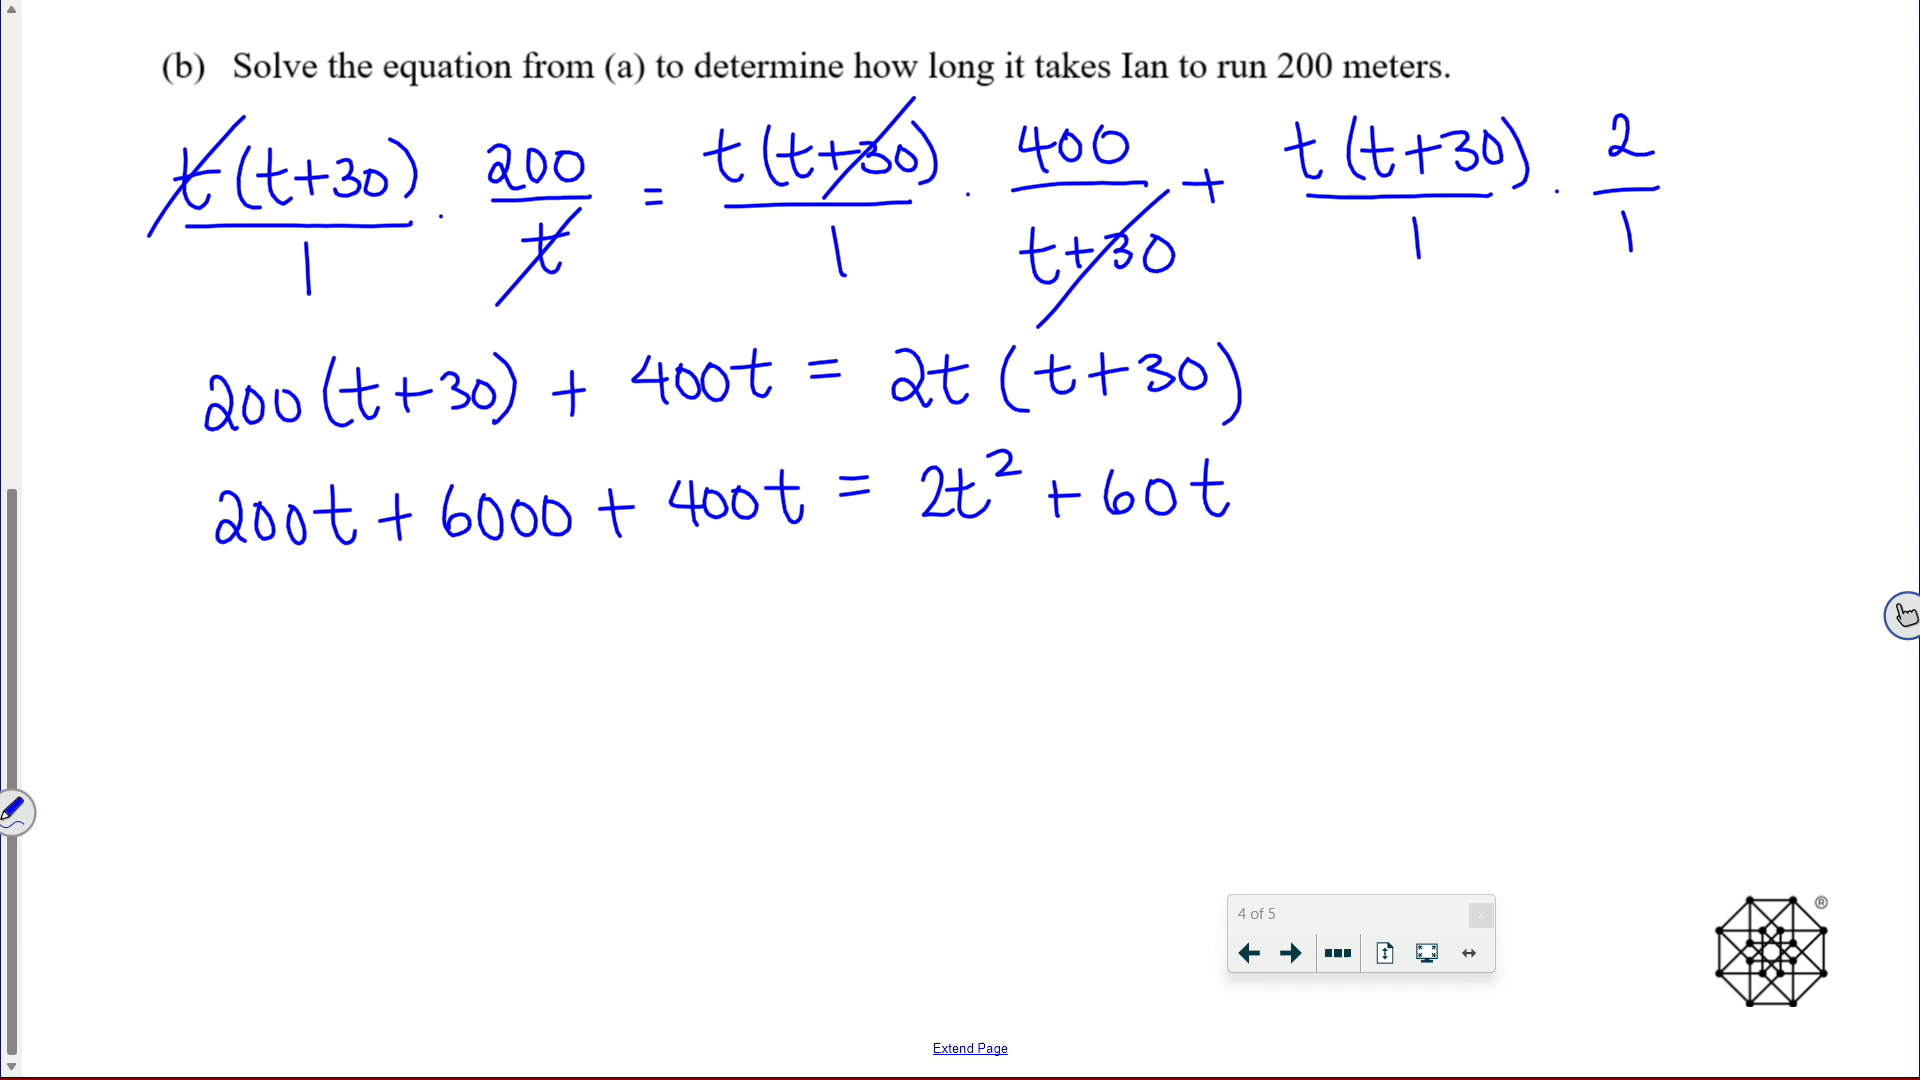 (b) Solve the equation from (a) to determine how long it takes Ian to run 200 meters.
t(t+30)/1 · 200/t = t(t+30)/1 · 400/t+30 + t(t+30)/1 · 2/1
200(t+30) + 400t = 2t(t+30)
200t + 6000 + 400t = 2t² + 60t
4 of 5
®
Extend Page